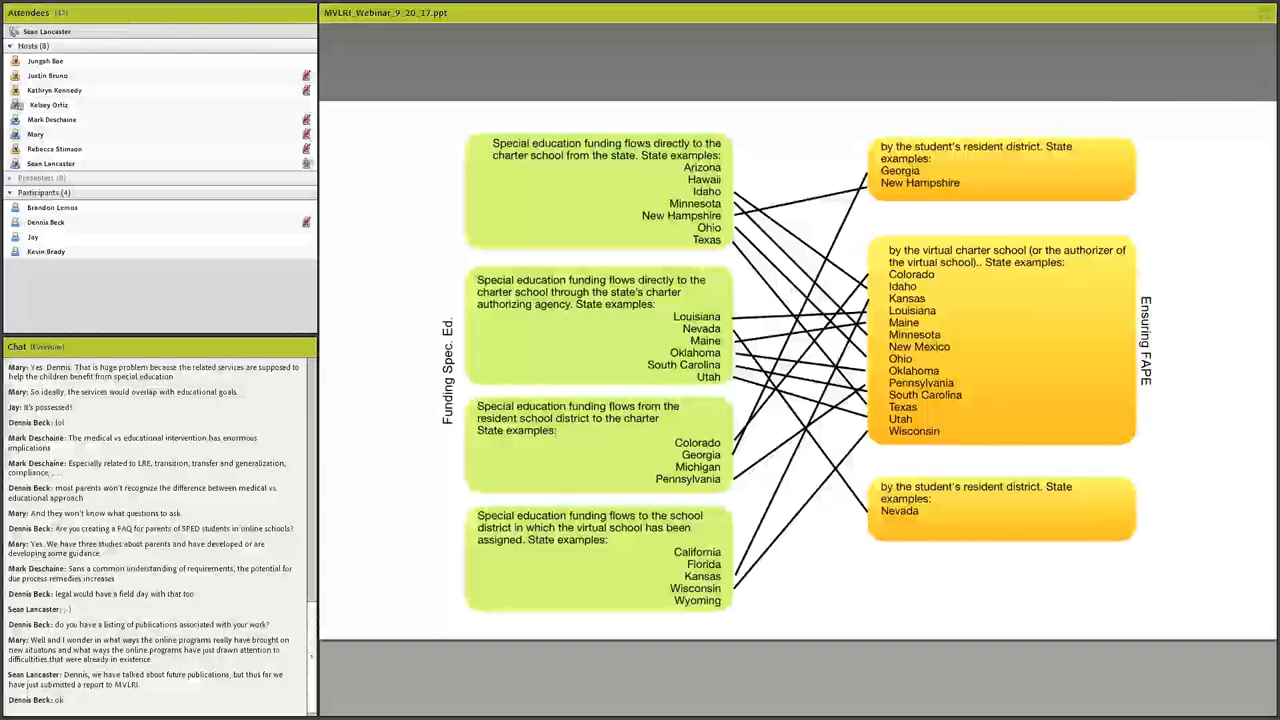 Attendees (12)
Sean Lancaster
Hosts (8)
Jungah Bae
Justin Bruno
Kathryn Kennedy
Kelsey Ortiz
Mark Deschaine
Mary
Rebecca Stimson
Sean Lancaster
Presenters (0)
Participants (4)
Brandon Lemos
Dennis Beck
Jay
Kevin Brady
Chat (Everyone)
Mary: Yes. Dennis. That is huge problem because the related services are supposed to
help the children benefit from special education
Mary: So ideally, the services would overlap with educational goals.
Jay: It's possessed!
Dennis Beck: lol
Mark Deschaine: The medical vs educational intervention has enormous
implications
Mark Deschaine: Especially related to LRE, transition, transfer and generalization,
compliance, ....
Dennis Beck: most parents won't recognize the difference between medical vs.
educational approach
Mary: And they won't know what questions to ask.
Dennis Beck: Are you creating a FAQ for parents of SPED students in online schools?
Mary: Yes. We have three studies about parents and have developed or are
developing some guidance.
Mark Deschaine: Sans a common understanding of requirements, the potential for
due process remedies increases
Dennis Beck: legal would have a field day with that too
Sean Lancaster: ;-)
Dennis Beck: do you have a listing of publications associated with your work?
Mary: Well and I wonder in what ways the online programs really have brought on
new situatons and what ways the online programs have just drawn attention to
difficultities that were already in existence.
Sean Lancaster: Dennis, we have talked about future publications, but thus far we
have just submitted a report to MVLRI.
Dennis Beck: ok
MVLRI_Webinar_9_20_17.ppt
Funding Spec. Ed.
Special education funding flows directly to the
charter school from the state. State examples:
Arizona
Hawaii
Idaho
Minnesota
New Hampshire
Ohio
Texas
Special education funding flows directly to the
charter school through the state's charter
authorizing agency. State examples:
Louisiana
Nevada
Maine
Oklahoma
South Carolina
Utah
Special education funding flows from the
resident school district to the charter
State examples:
Colorado
Georgia
Michigan
Pennsylvania
Special education funding flows to the school
district in which the virtual school has been
assigned. State examples:
California
Florida
Kansas
Wisconsin
Wyoming
by the student's resident district. State
examples:
Georgia
New Hampshire
by the virtual charter school (or the authorizer of
the virtual school).. State examples:
Colorado
Idaho
Kansas
Louisiana
Maine
Minnesota
New Mexico
Ohio
Oklahoma
Pennsylvania
South Carolina
Texas
Utah
Wisconsin
by the student's resident district. State
examples:
Nevada
Ensuring FAPE